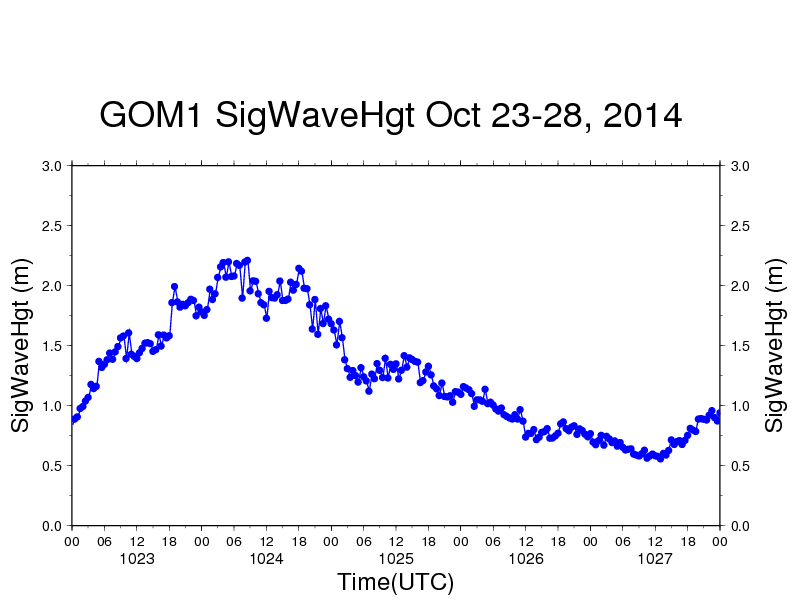 GOM1 SigWaveHgt Oct 23-28, 2014
3.0 3.0
2.5 2.5
2.0 2.0
1.5 1.5
1.0 1.0
0.5 0.5
0.0 0.0
SigWaveHgt (m)
SigWaveHgt (m)
00 06 12 18 00 06 12 18 00 06 12 18 00 06 12 18 00 06 12 18 00
1023 1024 1025 1026 1027
Time(UTC)